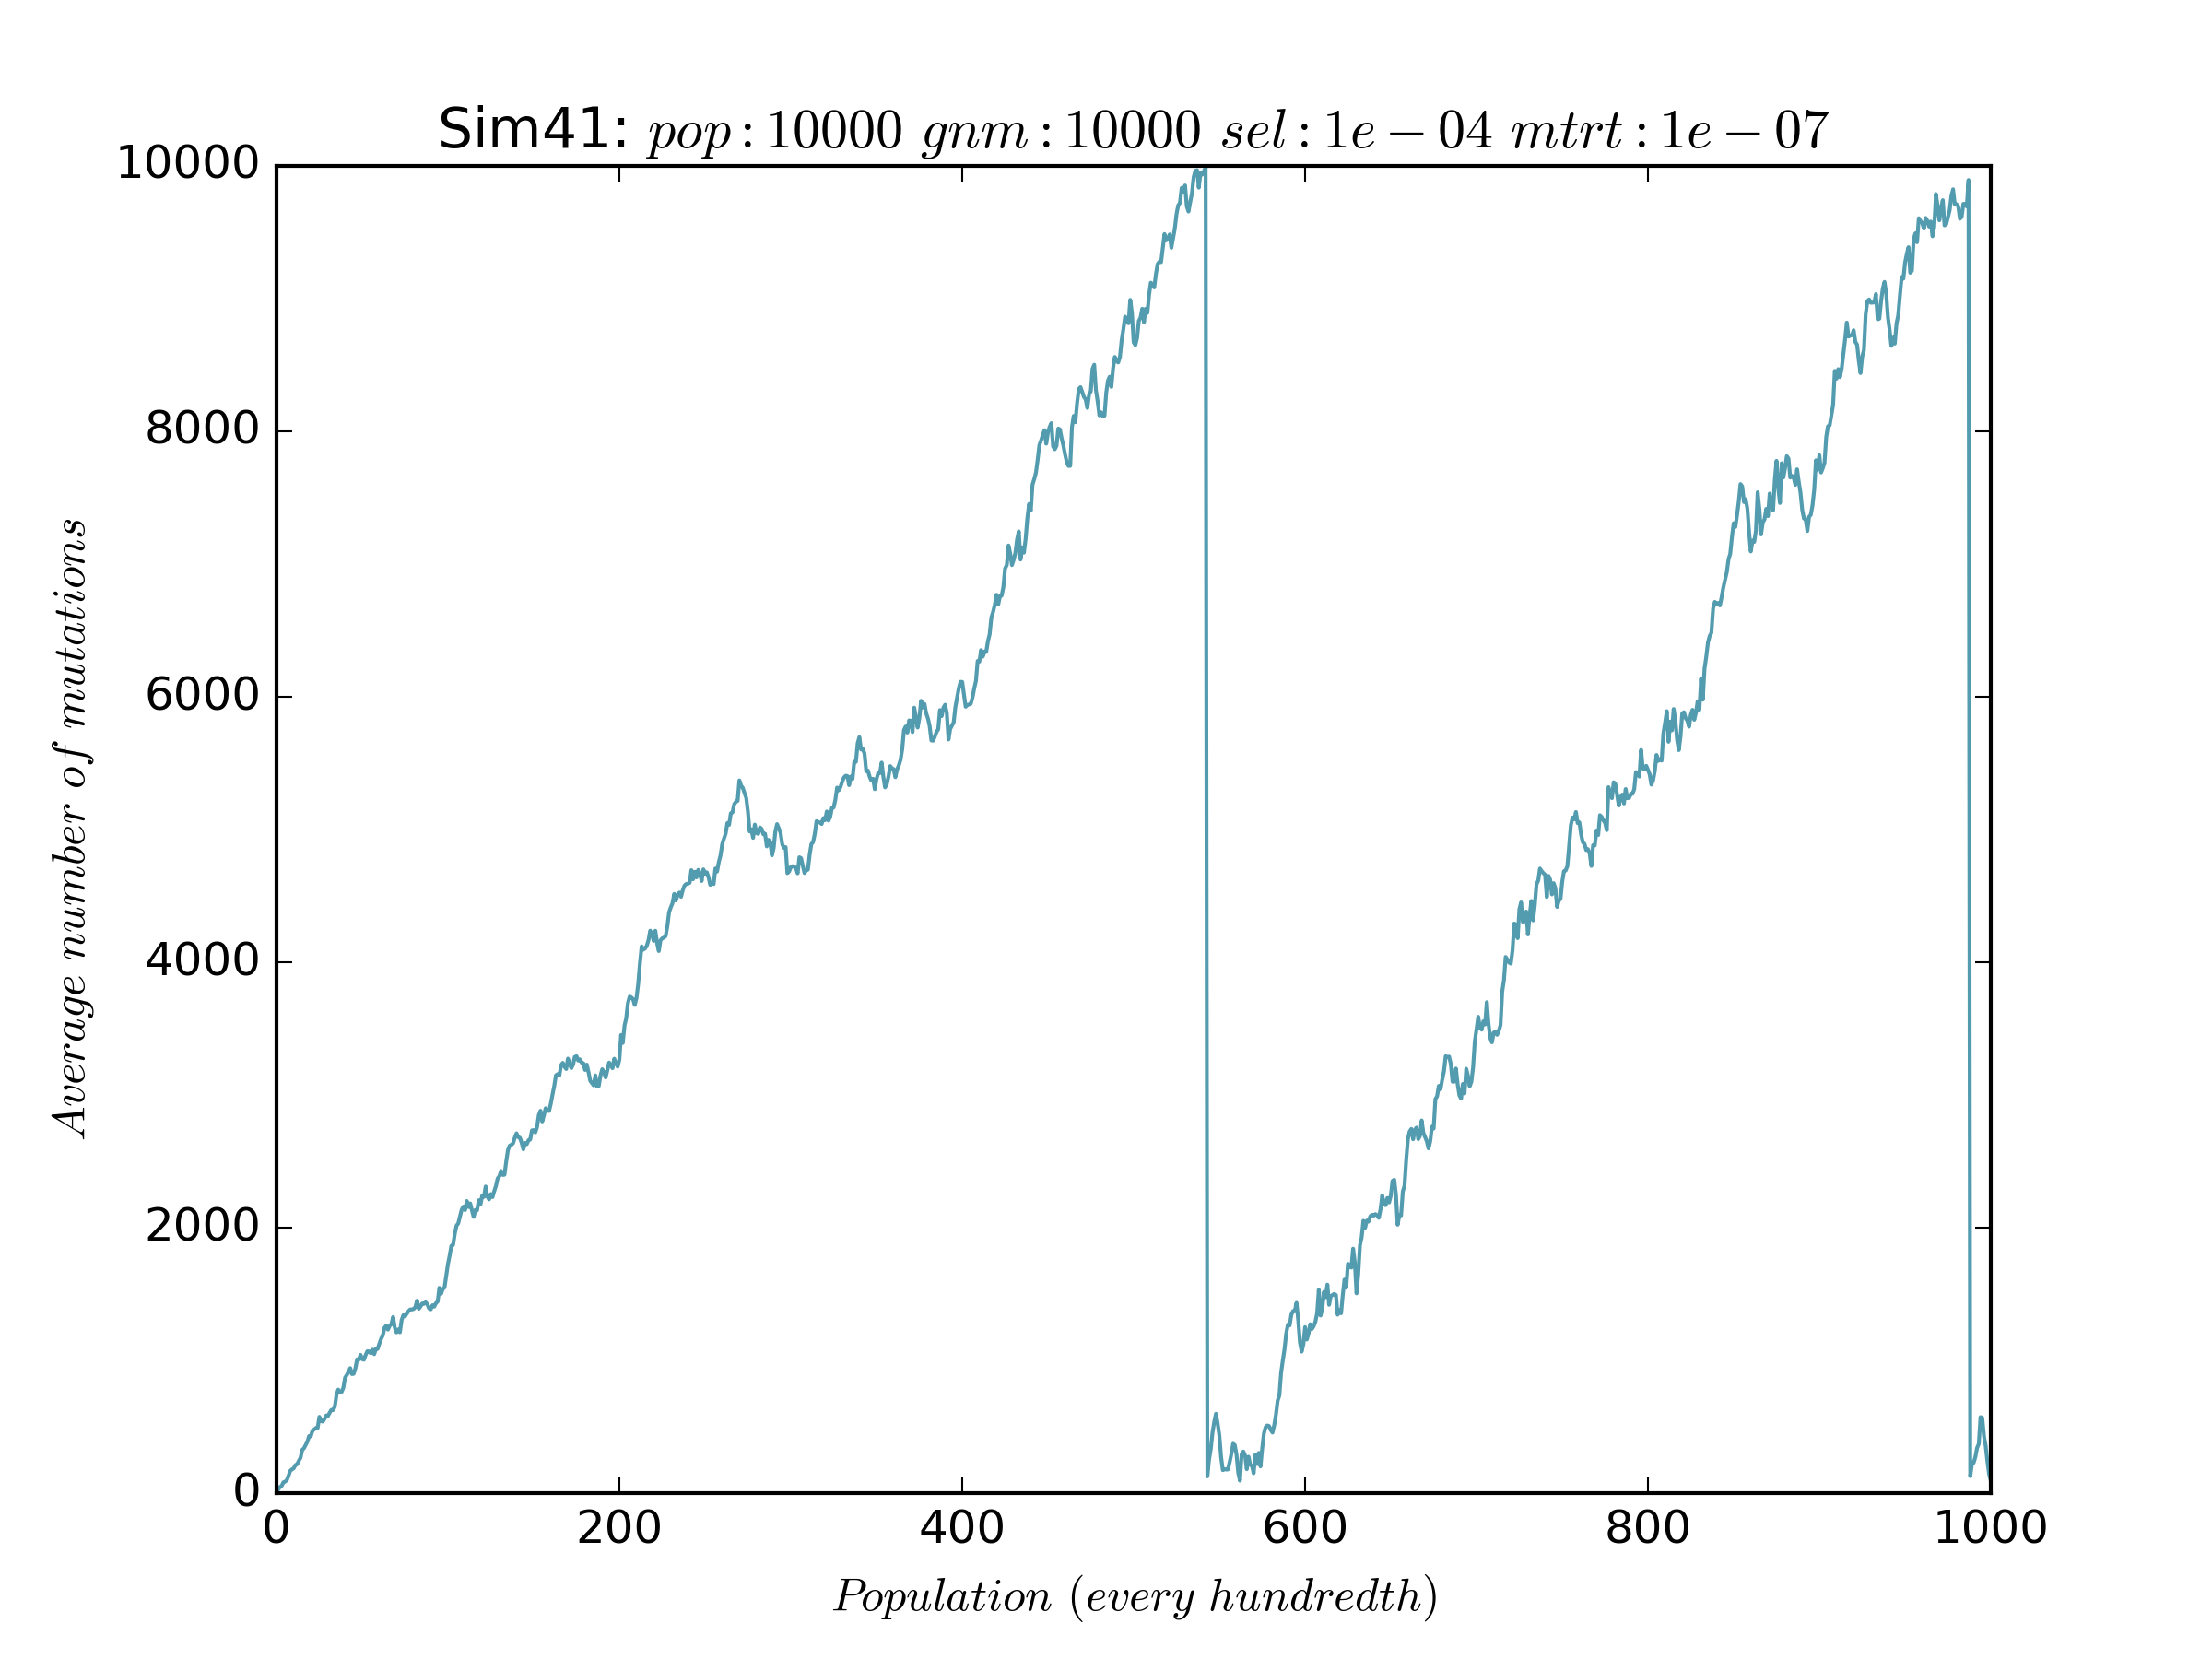 Sim41: pop : 10000 gnm : 10000 sel : 1e − 04 mtrt : 1e − 07
10000
8000
6000
4000
2000
0
Average number of mutations
0 200 400 600 800 1000
Population (every hundredth)